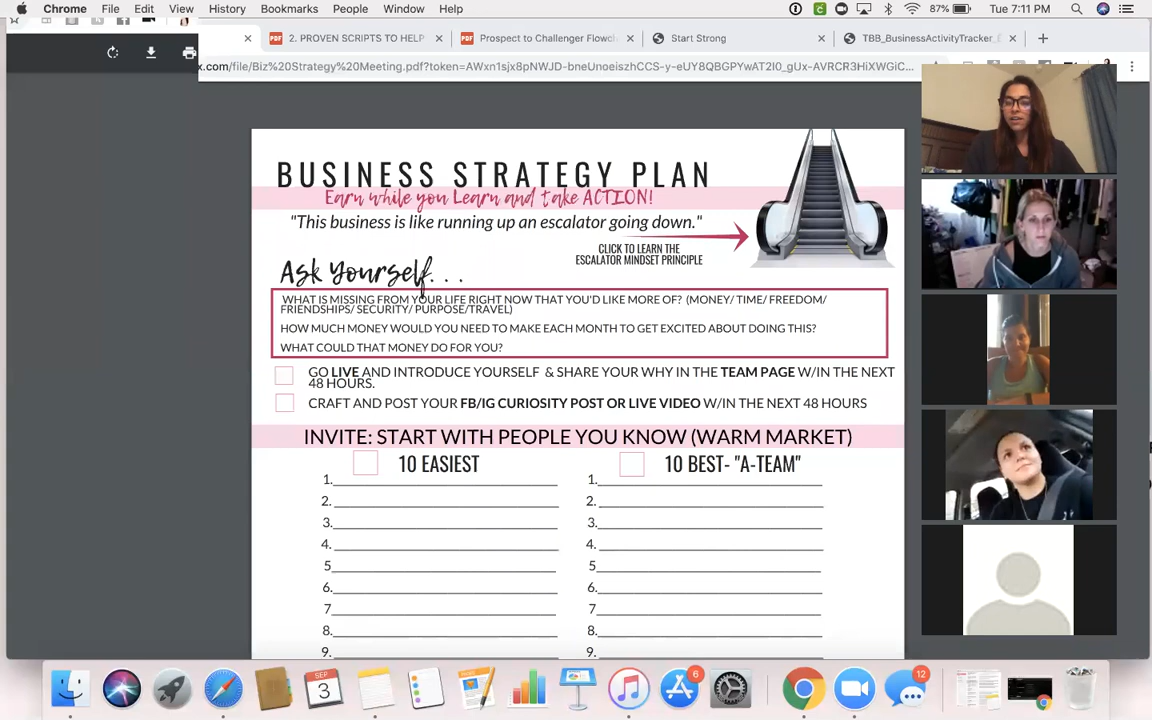 Chrome File Edit View History Bookmarks People Window Help 87% Tue 7:11 PM
2. PROVEN SCRIPTS TO HELP Prospect to Challenger Flowc Start Strong TBB_BusinessActivityTracker_
PDF PDF
BUSINESS STRATEGY PLAN
Earn while you Learn and take ACTION!
"This business is like running up an escalator going down."
CLICK TO LEARN THE
ESCALATOR MINDSET PRINCIPLE
Ask Yourself. . .
WHAT IS MISSING FROM YOUR LIFE RIGHT NOW THAT YOU'D LIKE MORE OF? (MONEY/ TIME/ FREEDOM/
FRIENDSHIPS/ SECURITY/ PURPOSE/TRAVEL)
HOW MUCH MONEY WOULD YOU NEED TO MAKE EACH MONTH TO GET EXCITED ABOUT DOING THIS?
WHAT COULD THAT MONEY DO FOR YOU?
GO LIVE AND INTRODUCE YOURSELF & SHARE YOUR WHY IN THE TEAM PAGE W/IN THE NEXT
48 HOURS.
CRAFT AND POST YOUR FB/IG CURIOSITY POST OR LIVE VIDEO W/IN THE NEXT 48 HOURS
INVITE: START WITH PEOPLE YOU KNOW (WARM MARKET)
10 EASIEST 10 BEST- "A-TEAM"
1. 1.
2. 2.
3. 3.
4. 4.
5 5
6. 6.
7 7
8. 8.
9. 9.
SEP
3
6
12